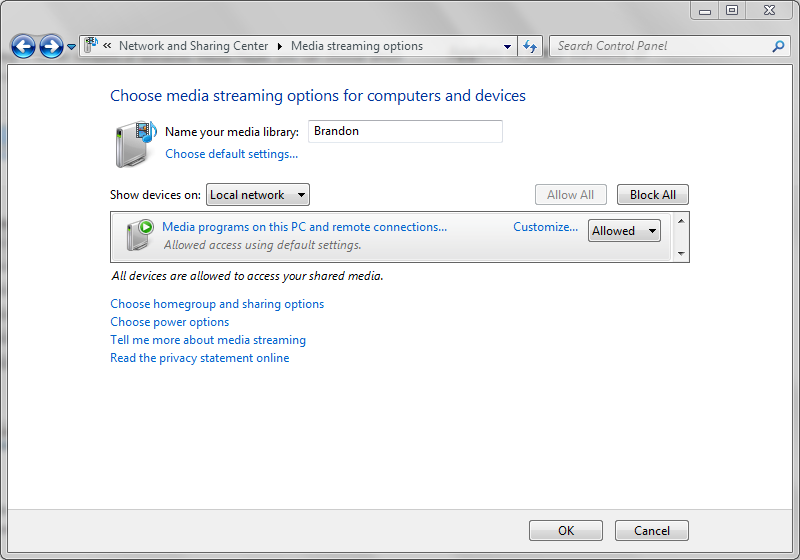 « Network and Sharing Center ▸ Media streaming options
Search Control Panel
Choose media streaming options for computers and devices
Name your media library: Brandon
Choose default settings...
Show devices on: Local network
Allow All
Block All
Media programs on this PC and remote connections...
Customize...
Allowed
Allowed access using default settings.
All devices are allowed to access your shared media.
Choose homegroup and sharing options
Choose power options
Tell me more about media streaming
Read the privacy statement online
OK
Cancel